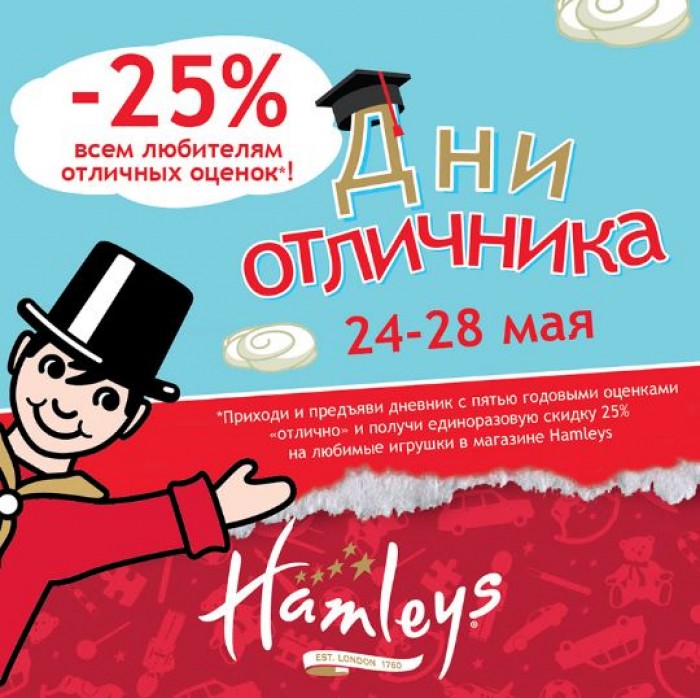 -25%
всем любителям
отличных оценок*!
Дни
отличника
24-28 мая
*Приходи и предъяви дневник с пятью годовыми оценками
«отлично» и получи единоразовую скидку 25%
на любимые игрушки в магазине Hamleys
Hamleys®
EST. LONDON 1760